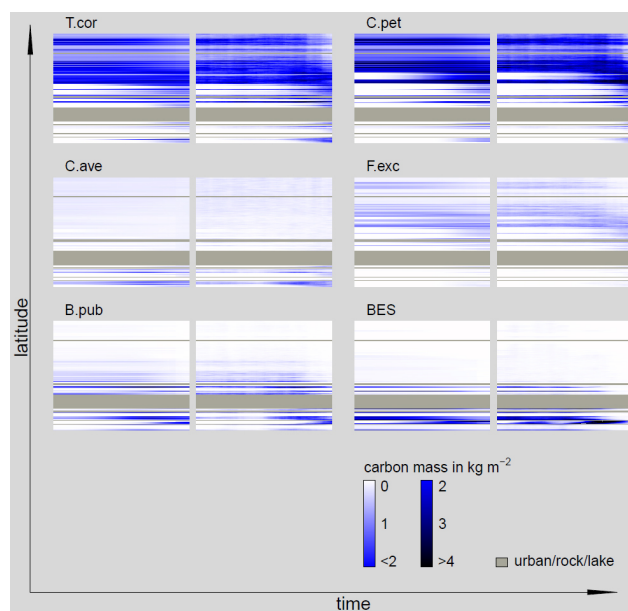 T.cor
C.pet
C.ave
F.exc
B.pub
BES
latitude
carbon mass in kg m⁻²
0
1
<2
2
3
>4
urban/rock/lake
time